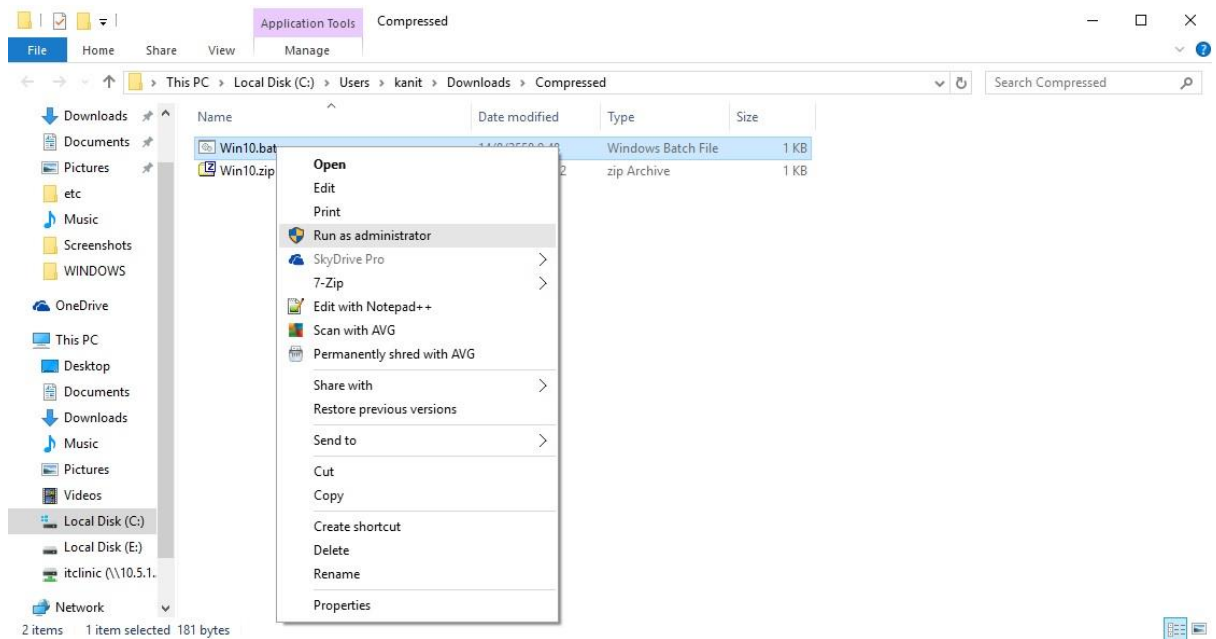 Application Tools Compressed
File Home Share View Manage
This PC > Local Disk (C:) > Users > kanit > Downloads > Compressed
Search Compressed
Downloads
Documents
Pictures
etc
Music
Screenshots
WINDOWS
OneDrive
This PC
Desktop
Documents
Downloads
Music
Pictures
Videos
Local Disk (C:)
Local Disk (E:)
itclinic (\\10.5.1..
Network
Name Date modified Type Size
Win10.bat Windows Batch File 1 KB
Win10.zip 2 zip Archive 1 KB
Open
Edit
Print
Run as administrator
SkyDrive Pro
7-Zip
Edit with Notepad++
Scan with AVG
Permanently shred with AVG
Share with
Restore previous versions
Send to
Cut
Copy
Create shortcut
Delete
Rename
Properties
2 items 1 item selected 181 bytes